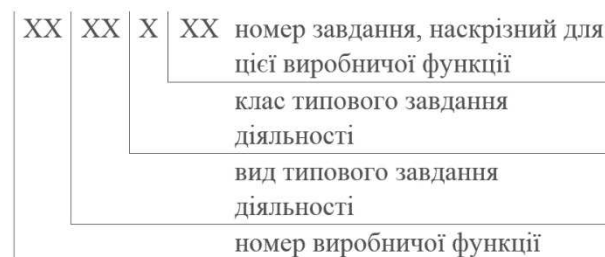 XX XX X XX номер завдання, наскрізний для
цієї виробничої функції
клас типового завдання
діяльності
вид типового завдання
діяльності
номер виробничої функції